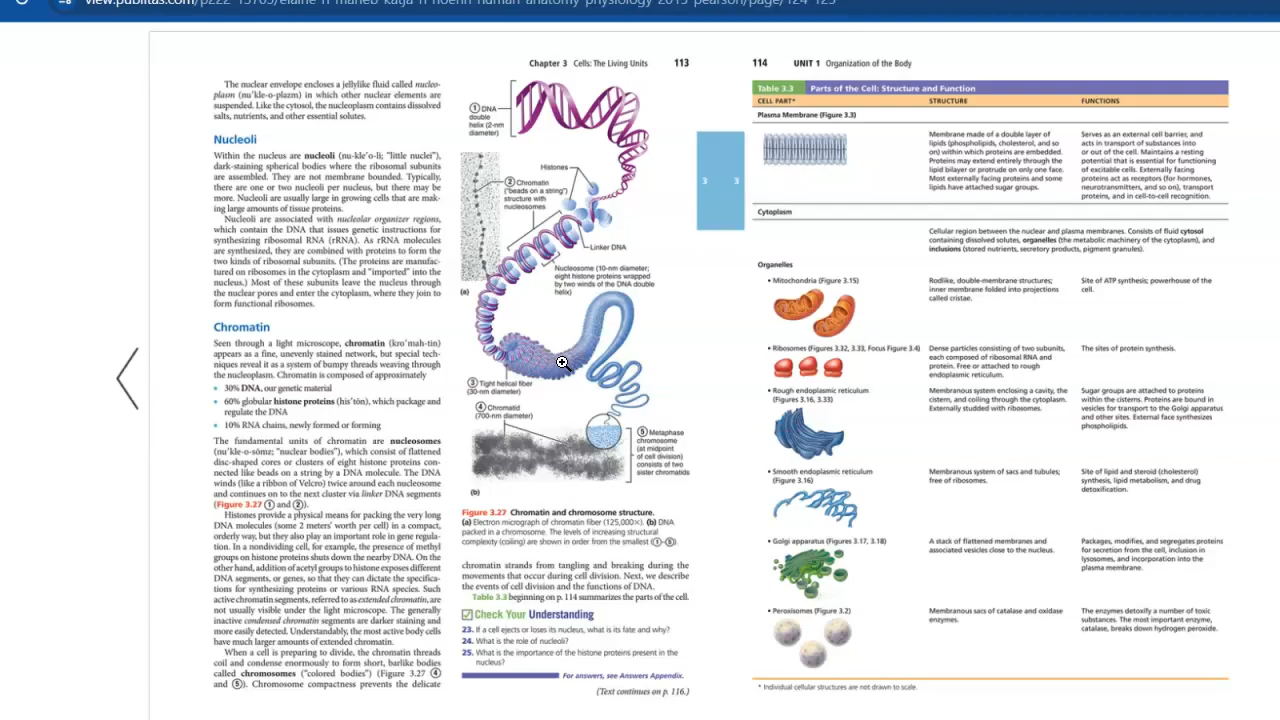 view.publitas.com/p222-15703/elaine-n-marieb-katja-n-hoehn-human-anatomy-physiology-2015-pearson/page/124-125
Chapter 3 Cells: The Living Units 113
The nuclear envelope encloses a jellylike fluid called nucleo-
plasm (nu′kle-o-plazm) in which other nuclear elements are
suspended. Like the cytosol, the nucleoplasm contains dissolved
salts, nutrients, and other essential solutes.
Nucleoli
Within the nucleus are nucleoli (nu-kle′o-li; "little nuclei"),
dark-staining spherical bodies where the ribosomal subunits
are assembled. They are not membrane bounded. Typically,
there are one or two nucleoli per nucleus, but there may be
more. Nucleoli are usually large in growing cells that are mak-
ing large amounts of tissue proteins.
Nucleoli are associated with nucleolar organizer regions,
which contain the DNA that issues genetic instructions for
synthesizing ribosomal RNA (rRNA). As rRNA molecules
are synthesized, they are combined with proteins to form the
two kinds of ribosomal subunits. (The proteins are manufac-
tured on ribosomes in the cytoplasm and "imported" into the
nucleus.) Most of these subunits leave the nucleus through
the nuclear pores and enter the cytoplasm, where they join to
form functional ribosomes.
Chromatin
Seen through a light microscope, chromatin (kro′mah-tin)
appears as a fine, unevenly stained network, but special tech-
niques reveal it as a system of bumpy threads weaving through
the nucleoplasm. Chromatin is composed of approximately
• 30% DNA, our genetic material
• 60% globular histone proteins (his′tōn), which package and
regulate the DNA
• 10% RNA chains, newly formed or forming
The fundamental units of chromatin are nucleosomes
(nu′kle-o-sōmz; "nuclear bodies"), which consist of flattened
disc-shaped cores or clusters of eight histone proteins con-
nected like beads on a string by a DNA molecule. The DNA
winds (like a ribbon of Velcro) twice around each nucleosome
and continues on to the next cluster via linker DNA segments
(Figure 3.27 ① and ②).
Histones provide a physical means for packing the very long
DNA molecules (some 2 meters' worth per cell) in a compact,
orderly way, but they also play an important role in gene regula-
tion. In a nondividing cell, for example, the presence of methyl
groups on histone proteins shuts down the nearby DNA. On the
other hand, addition of acetyl groups to histone exposes different
DNA segments, or genes, so that they can dictate the specifica-
tions for synthesizing proteins or various RNA species. Such
active chromatin segments, referred to as extended chromatin, are
not usually visible under the light microscope. The generally
inactive condensed chromatin segments are darker staining and
more easily detected. Understandably, the most active body cells
have much larger amounts of extended chromatin.
When a cell is preparing to divide, the chromatin threads
coil and condense enormously to form short, barlike bodies
called chromosomes ("colored bodies") (Figure 3.27 ④
and ⑤). Chromosome compactness prevents the delicate
① DNA
double
helix (2-nm
diameter)
Histones
② Chromatin
("beads on a string")
structure with
nucleosomes
Linker DNA
Nucleosome (10-nm diameter;
eight histone proteins wrapped
by two winds of the DNA double
helix)
(a)
③ Tight helical fiber
(30-nm diameter)
④ Chromatid
(700-nm diameter)
⑤ Metaphase
chromosome
(at midpoint
of cell division)
consists of two
sister chromatids
(b)
Figure 3.27 Chromatin and chromosome structure.
(a) Electron micrograph of chromatin fiber (125,000×). (b) DNA
packed in a chromosome. The levels of increasing structural
complexity (coiling) are shown in order from the smallest (①–⑤).
chromatin strands from tangling and breaking during the
movements that occur during cell division. Next, we describe
the events of cell division and the functions of DNA.
Table 3.3 beginning on p. 114 summarizes the parts of the cell.
Check Your Understanding
23. If a cell ejects or loses its nucleus, what is its fate and why?
24. What is the role of nucleoli?
25. What is the importance of the histone proteins present in the
nucleus?
For answers, see Answers Appendix.
(Text continues on p. 116.)
3 3
114 UNIT 1 Organization of the Body
Table 3.3 Parts of the Cell: Structure and Function
CELL PART* STRUCTURE FUNCTIONS
Plasma Membrane (Figure 3.3)
Membrane made of a double layer of
lipids (phospholipids, cholesterol, and so
on) within which proteins are embedded.
Proteins may extend entirely through the
lipid bilayer or protrude on only one face.
Most externally facing proteins and some
lipids have attached sugar groups.
Serves as an external cell barrier, and
acts in transport of substances into
or out of the cell. Maintains a resting
potential that is essential for functioning
of excitable cells. Externally facing
proteins act as receptors (for hormones,
neurotransmitters, and so on), transport
proteins, and in cell-to-cell recognition.
Cytoplasm
Cellular region between the nuclear and plasma membranes. Consists of fluid cytosol
containing dissolved solutes, organelles (the metabolic machinery of the cytoplasm), and
inclusions (stored nutrients, secretory products, pigment granules).
Organelles
• Mitochondria (Figure 3.15)
Rodlike, double-membrane structures;
inner membrane folded into projections
called cristae.
Site of ATP synthesis; powerhouse of the
cell.
• Ribosomes (Figures 3.32, 3.33, Focus Figure 3.4)
Dense particles consisting of two subunits,
each composed of ribosomal RNA and
protein. Free or attached to rough
endoplasmic reticulum.
The sites of protein synthesis.
• Rough endoplasmic reticulum
(Figures 3.16, 3.33)
Membranous system enclosing a cavity, the
cistern, and coiling through the cytoplasm.
Externally studded with ribosomes.
Sugar groups are attached to proteins
within the cisterns. Proteins are bound in
vesicles for transport to the Golgi apparatus
and other sites. External face synthesizes
phospholipids.
• Smooth endoplasmic reticulum
(Figure 3.16)
Membranous system of sacs and tubules;
free of ribosomes.
Site of lipid and steroid (cholesterol)
synthesis, lipid metabolism, and drug
detoxification.
• Golgi apparatus (Figures 3.17, 3.18)
A stack of flattened membranes and
associated vesicles close to the nucleus.
Packages, modifies, and segregates proteins
for secretion from the cell, inclusion in
lysosomes, and incorporation into the
plasma membrane.
• Peroxisomes (Figure 3.2)
Membranous sacs of catalase and oxidase
enzymes.
The enzymes detoxify a number of toxic
substances. The most important enzyme,
catalase, breaks down hydrogen peroxide.
* Individual cellular structures are not drawn to scale.